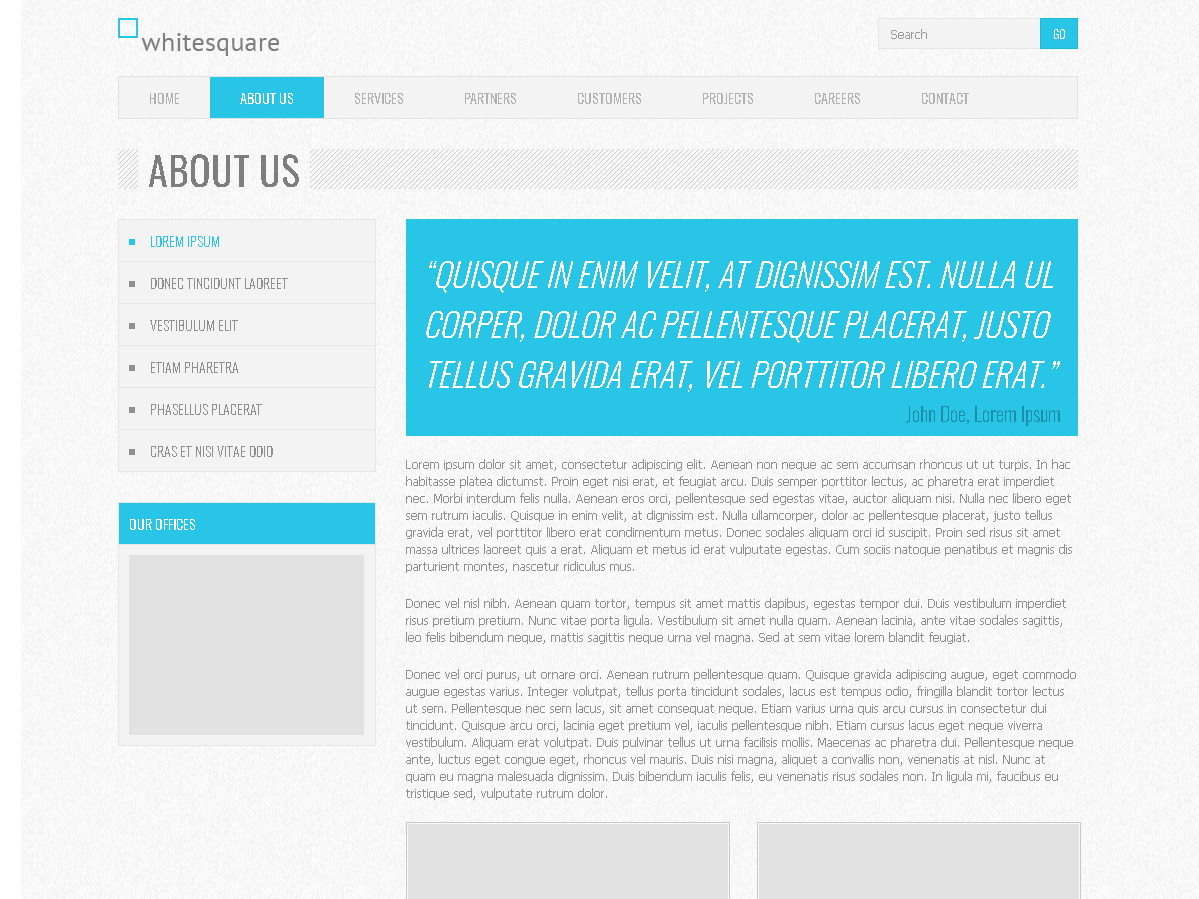 whitesquare
Search
GO
HOME
ABOUT US
SERVICES
PARTNERS
CUSTOMERS
PROJECTS
CAREERS
CONTACT
ABOUT US
LOREM IPSUM
DONEC TINCIDUNT LAOREET
VESTIBULUM ELIT
ETIAM PHARETRA
PHASELLUS PLACERAT
CRAS ET NISI VITAE ODIO
OUR OFFICES
“QUISQUE IN ENIM VELIT, AT DIGNISSIM EST. NULLA UL
CORPER, DOLOR AC PELLENTESQUE PLACERAT, JUSTO
TELLUS GRAVIDA ERAT, VEL PORTTITOR LIBERO ERAT.”
John Doe, Lorem Ipsum
Lorem ipsum dolor sit amet, consectetur adipiscing elit. Aenean non neque ac sem accumsan rhoncus ut ut turpis. In hac
habitasse platea dictumst. Proin eget nisi erat, et feugiat arcu. Duis semper porttitor lectus, ac pharetra erat imperdiet
nec. Morbi interdum felis nulla. Aenean eros orci, pellentesque sed egestas vitae, auctor aliquam nisi. Nulla nec libero eget
sem rutrum iaculis. Quisque in enim velit, at dignissim est. Nulla ullamcorper, dolor ac pellentesque placerat, justo tellus
gravida erat, vel porttitor libero erat condimentum metus. Donec sodales aliquam orci id suscipit. Proin sed risus sit amet
massa ultrices laoreet quis a erat. Aliquam et metus id erat vulputate egestas. Cum sociis natoque penatibus et magnis dis
parturient montes, nascetur ridiculus mus.
Donec vel nisl nibh. Aenean quam tortor, tempus sit amet mattis dapibus, egestas tempor dui. Duis vestibulum imperdiet
risus pretium pretium. Nunc vitae porta ligula. Vestibulum sit amet nulla quam. Aenean lacinia, ante vitae sodales sagittis,
leo felis bibendum neque, mattis sagittis neque urna vel magna. Sed at sem vitae lorem blandit feugiat.
Donec vel orci purus, ut ornare orci. Aenean rutrum pellentesque quam. Quisque gravida adipiscing augue, eget commodo
augue egestas varius. Integer volutpat, tellus porta tincidunt sodales, lacus est tempus odio, fringilla blandit tortor lectus
ut sem. Pellentesque nec sem lacus, sit amet consequat neque. Etiam varius urna quis arcu cursus in consectetur dui
tincidunt. Quisque arcu orci, lacinia eget pretium vel, iaculis pellentesque nibh. Etiam cursus lacus eget neque viverra
vestibulum. Aliquam erat volutpat. Duis pulvinar tellus ut urna facilisis mollis. Maecenas ac pharetra dui. Pellentesque neque
ante, luctus eget congue eget, rhoncus vel mauris. Duis nisi magna, aliquet a convallis non, venenatis at nisl. Nunc at
quam eu magna malesuada dignissim. Duis bibendum iaculis felis, eu venenatis risus sodales non. In ligula mi, faucibus eu
tristique sed, vulputate rutrum dolor.